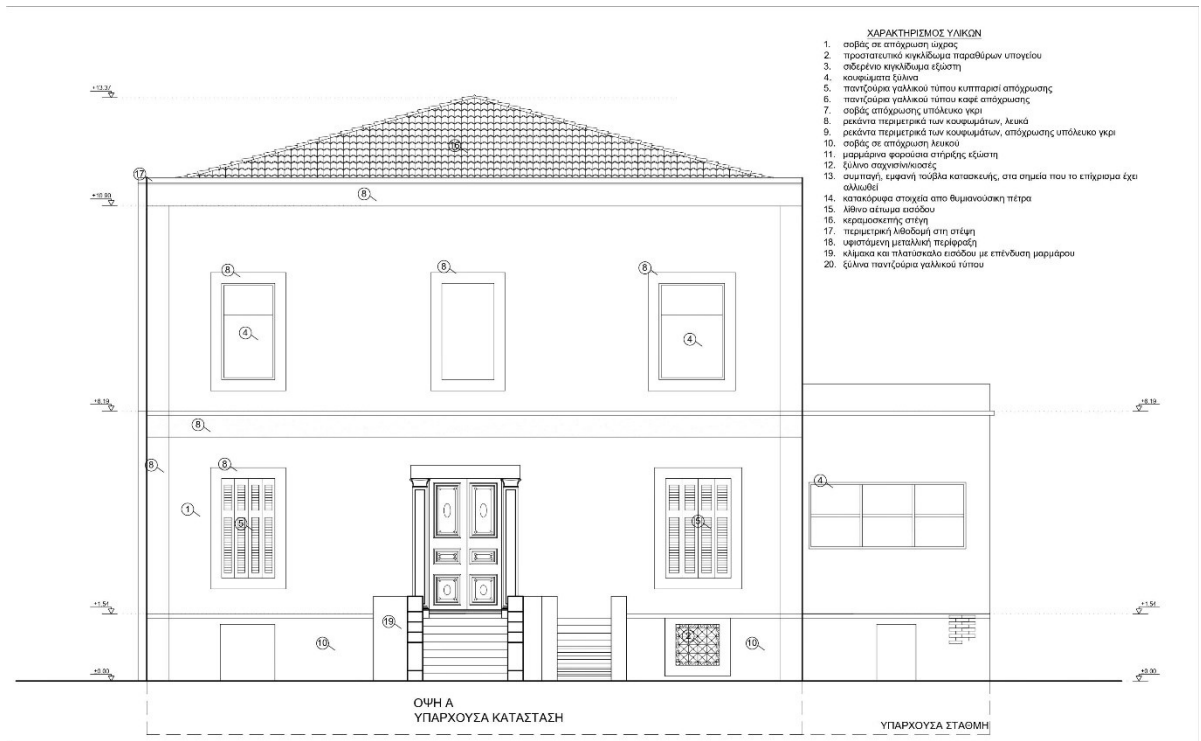 ΧΑΡΑΚΤΗΡΙΣΜΟΣ ΥΛΙΚΩΝ
1. σοβάς σε απόχρωση ώχρας
2. προστατευτικό κιγκλίδωμα παραθύρων υπογείου
3. σιδερένιο κιγκλίδωμα εξώστη
4. κουφώματα ξύλινα
5. παντζούρια γαλλικού τύπου κυππαρισί απόχρωσης
6. παντζούρια γαλλικού τύπου καφέ απόχρωσης
7. σοβάς απόχρωσης υπόλευκο γκρι
8. ρεκάντα περιμετρικά των κουφωμάτων, λευκά
9. ρεκάντα περιμετρικά των κουφωμάτων, απόχρωσης υπόλευκο γκρι
10. σοβάς σε απόχρωση λευκού
11. μαρμάρινα φορούσια στήριξης εξώστη
12. ξύλινο σαχνισίνι/κιοσές
13. συμπαγή, εμφανή τούβλα κατασκευής, στα σημεία που το επίχρισμα έχει
αλλιωθεί
14. κατακόρυφα στοιχεία απο θυμιανούσικη πέτρα
15. λίθινο αέτωμα εισόδου
16. κεραμοσκεπής στέγη
17. περιμετρική λιθοδομή στη στέψη
18. υφιστάμενη μεταλλική περίφραξη
19. κλίμακα και πλατύσκαλο εισόδου με επένδυση μαρμάρου
20. ξύλινα παντζούρια γαλλικού τύπου
+13.37
16
17
8
+10.90
8
8
8
4
4
+6.19
+6.19
8
8
8
4
1
5
5
+1.51
+1.51
19
10
2
10
+0.00
+0.00
ΟΨΗ Α
ΥΠΑΡΧΟΥΣΑ ΚΑΤΑΣΤΑΣΗ
ΥΠΑΡΧΟΥΣΑ ΣΤΑΘΜΗ